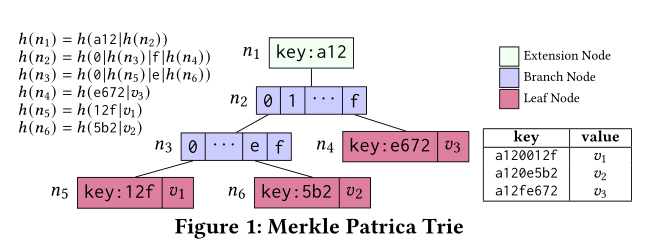 h(n₁) = h(a12|h(n₂))
h(n₂) = h(0|h(n₃)|f|h(n₄))
h(n₃) = h(0|h(n₅)|e|h(n₆))
h(n₄) = h(e672|v₃)
h(n₅) = h(12f|v₁)
h(n₆) = h(5b2|v₂)
n₁ key:a12
n₂ 0 1 ··· f
n₃ 0 ··· e f
n₄ key:e672 v₃
n₅ key:12f v₁
n₆ key:5b2 v₂
Extension Node
Branch Node
Leaf Node
key value
a120012f v₁
a120e5b2 v₂
a12fe672 v₃
Figure 1: Merkle Patrica Trie